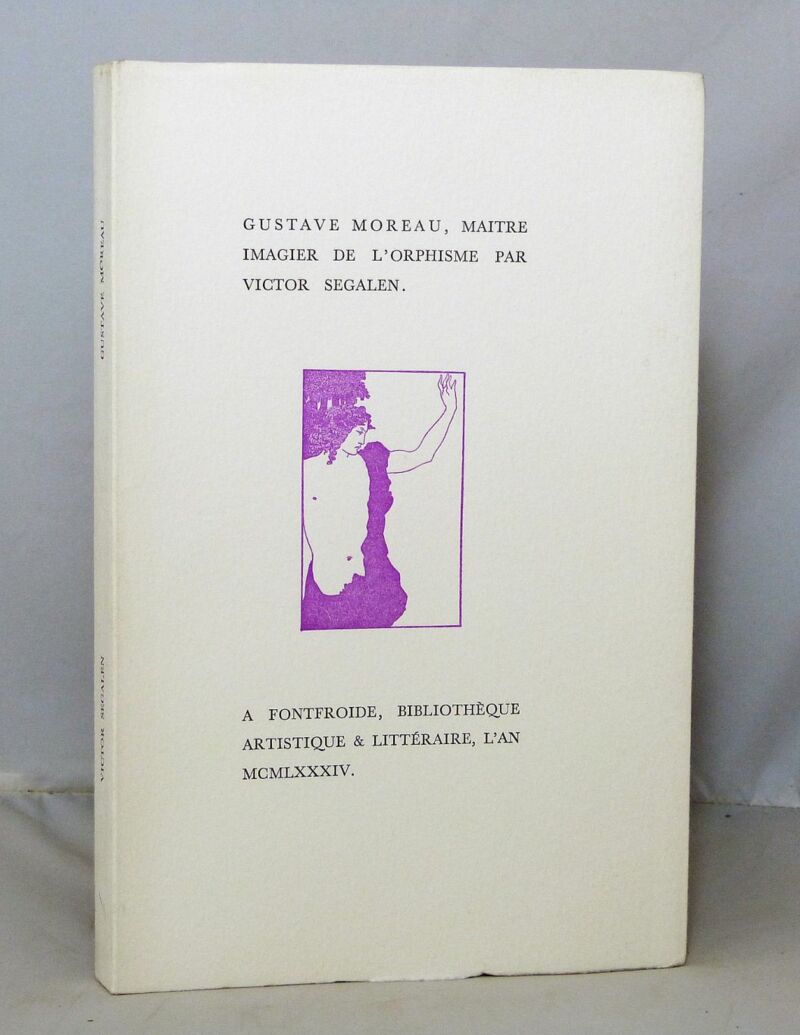 GUSTAVE MOREAU, MAITRE
IMAGIER DE L'ORPHISME PAR
VICTOR SEGALEN.
A FONTFROIDE, BIBLIOTHÈQUE
ARTISTIQUE & LITTÉRAIRE, L'AN
MCMLXXXIV.
GUSTAVE MOREAU
VICTOR SEGALEN